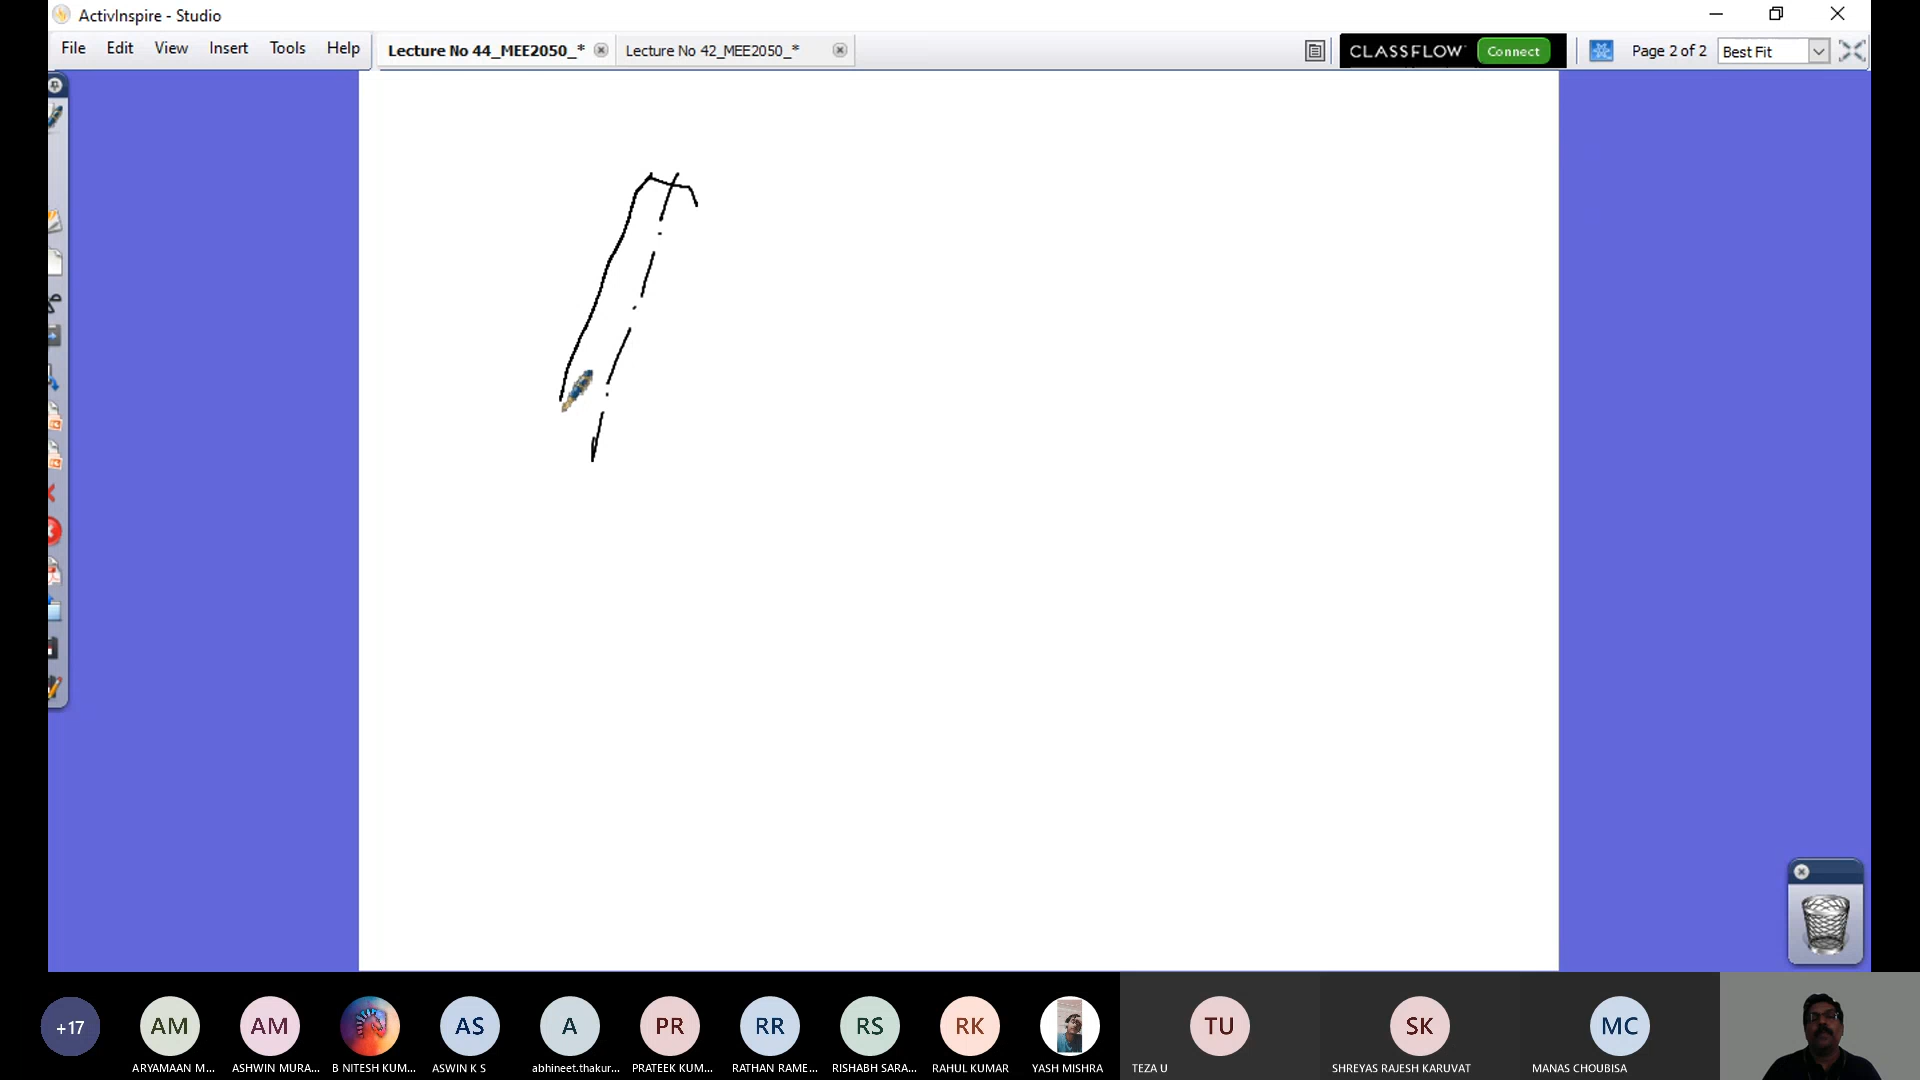 ActivInspire - Studio
File Edit View Insert Tools Help
Lecture No 44_MEE2050_* Lecture No 42_MEE2050_*
CLASSFLOW Connect
Page 2 of 2 Best Fit
+17 AM AM AS A PR RR RS RK TU SK MC
ARYAMAAN M... ASHWIN MURA... B NITESH KUM... ASWIN K S abhineet.thakur... PRATEEK KUM... RATHAN RAME... RISHABH SARA... RAHUL KUMAR YASH MISHRA TEZA U SHREYAS RAJESH KARUVAT MANAS CHOUBISA